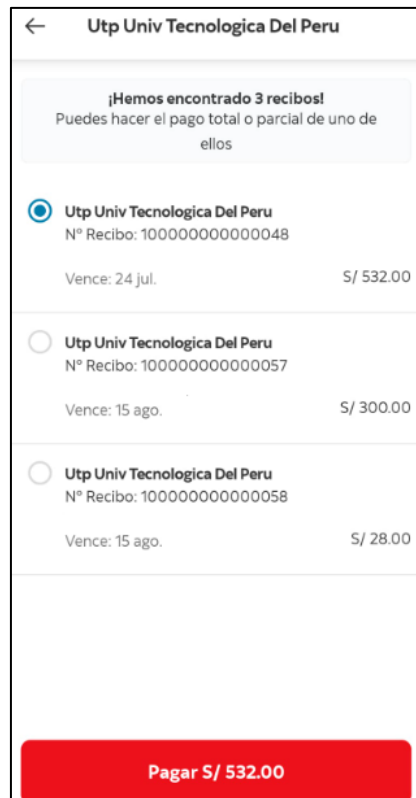 Utp Univ Tecnologica Del Peru
¡Hemos encontrado 3 recibos!
Puedes hacer el pago total o parcial de uno de
ellos
Utp Univ Tecnologica Del Peru
N° Recibo: 100000000000048
Vence: 24 jul.
S/ 532.00
Utp Univ Tecnologica Del Peru
N° Recibo: 100000000000057
Vence: 15 ago.
S/ 300.00
Utp Univ Tecnologica Del Peru
N° Recibo: 100000000000058
Vence: 15 ago.
S/ 28.00
Pagar S/ 532.00